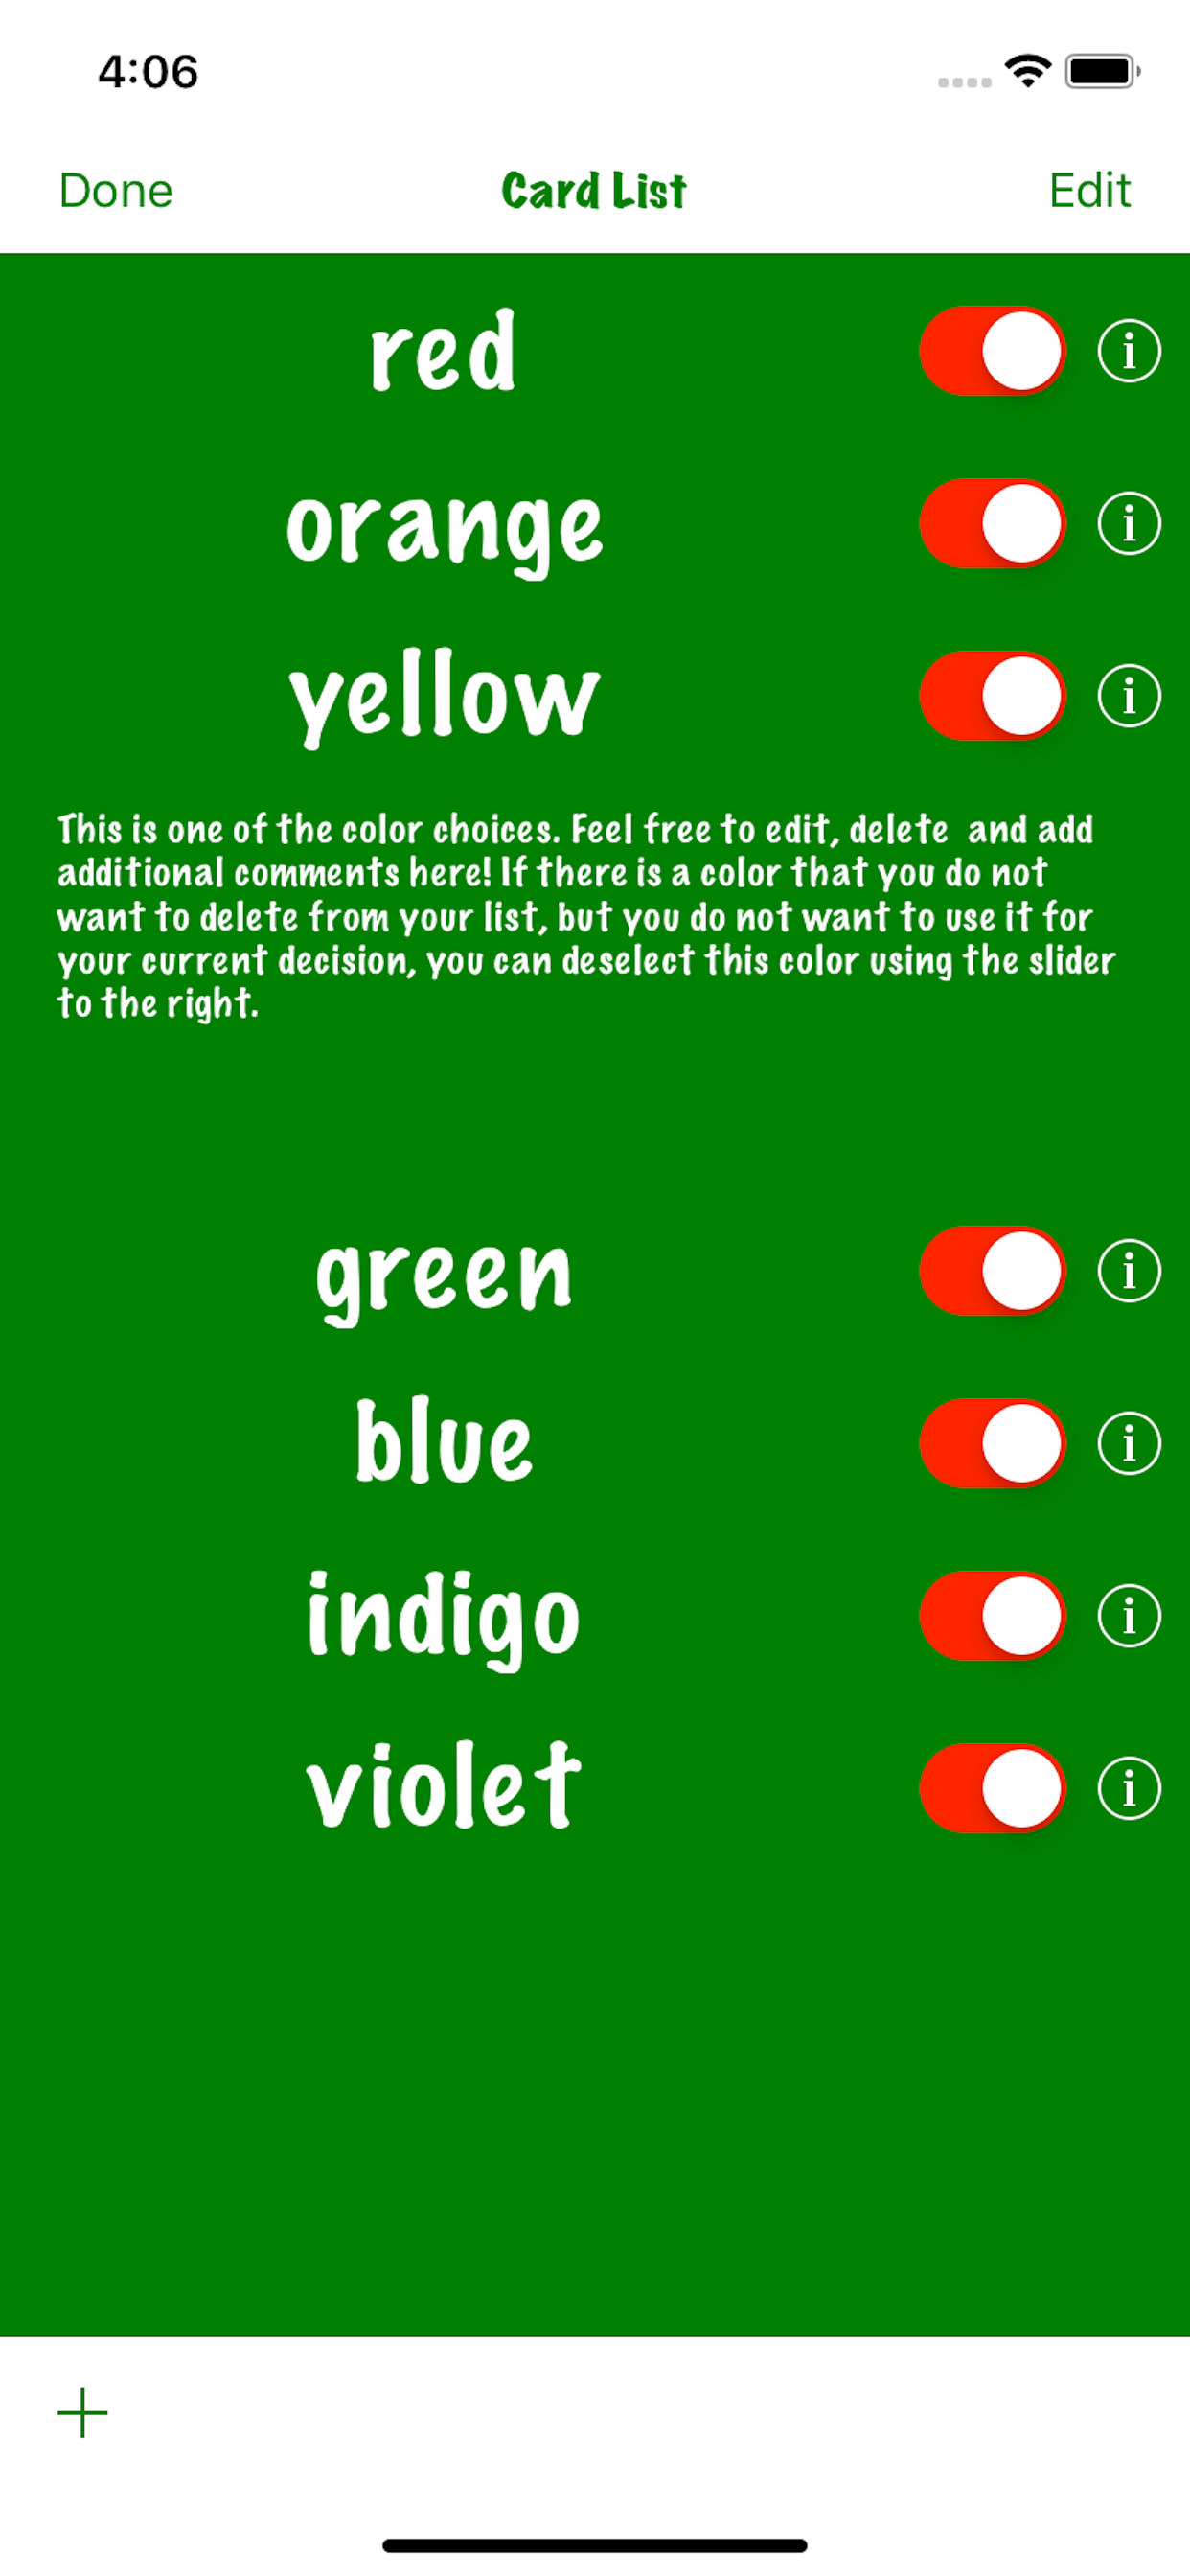 4:06
Done Card List Edit
red
orange
yellow
This is one of the color choices. Feel free to edit, delete  and add
additional comments here! If there is a color that you do not
want to delete from your list, but you do not want to use it for
your current decision, you can deselect this color using the slider
to the right.
green
blue
indigo
violet